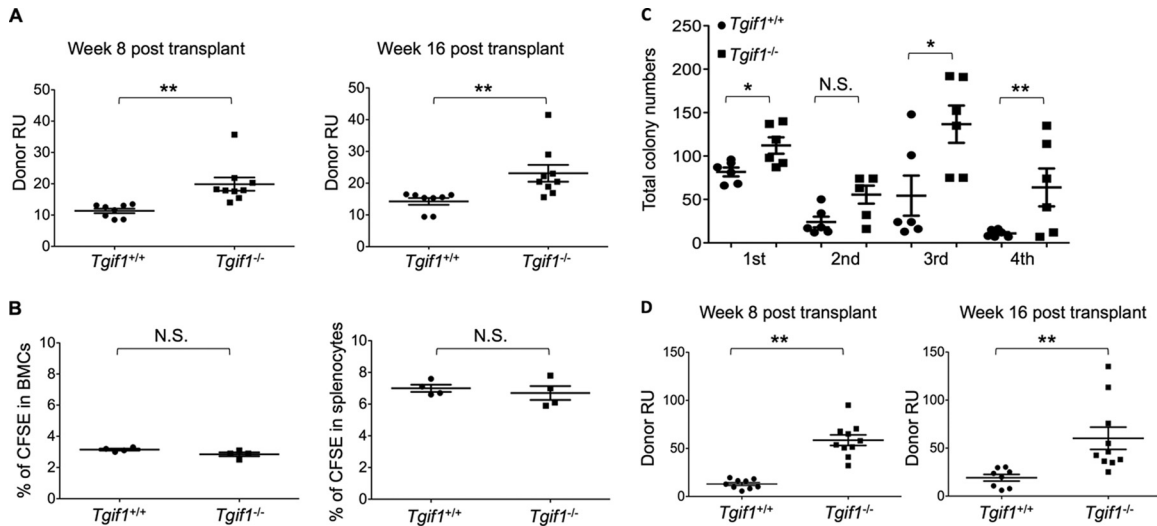 A
Week 8 post transplant
**
Donor RU
50
40
30
20
10
0
Tgif1+/+
Tgif1-/-
Week 16 post transplant
**
Donor RU
50
40
30
20
10
0
Tgif1+/+
Tgif1-/-
B
N.S.
% of CFSE in BMCs
10
8
6
4
2
0
Tgif1+/+
Tgif1-/-
N.S.
% of CFSE in splenocytes
10
8
6
4
2
0
Tgif1+/+
Tgif1-/-
C
Tgif1+/+
Tgif1-/-
Total colony numbers
250
200
150
100
50
0
*
N.S.
*
**
1st
2nd
3rd
4th
D
Week 8 post transplant
**
Donor RU
150
100
50
0
Tgif1+/+
Tgif1-/-
Week 16 post transplant
**
Donor RU
150
100
50
0
Tgif1+/+
Tgif1-/-